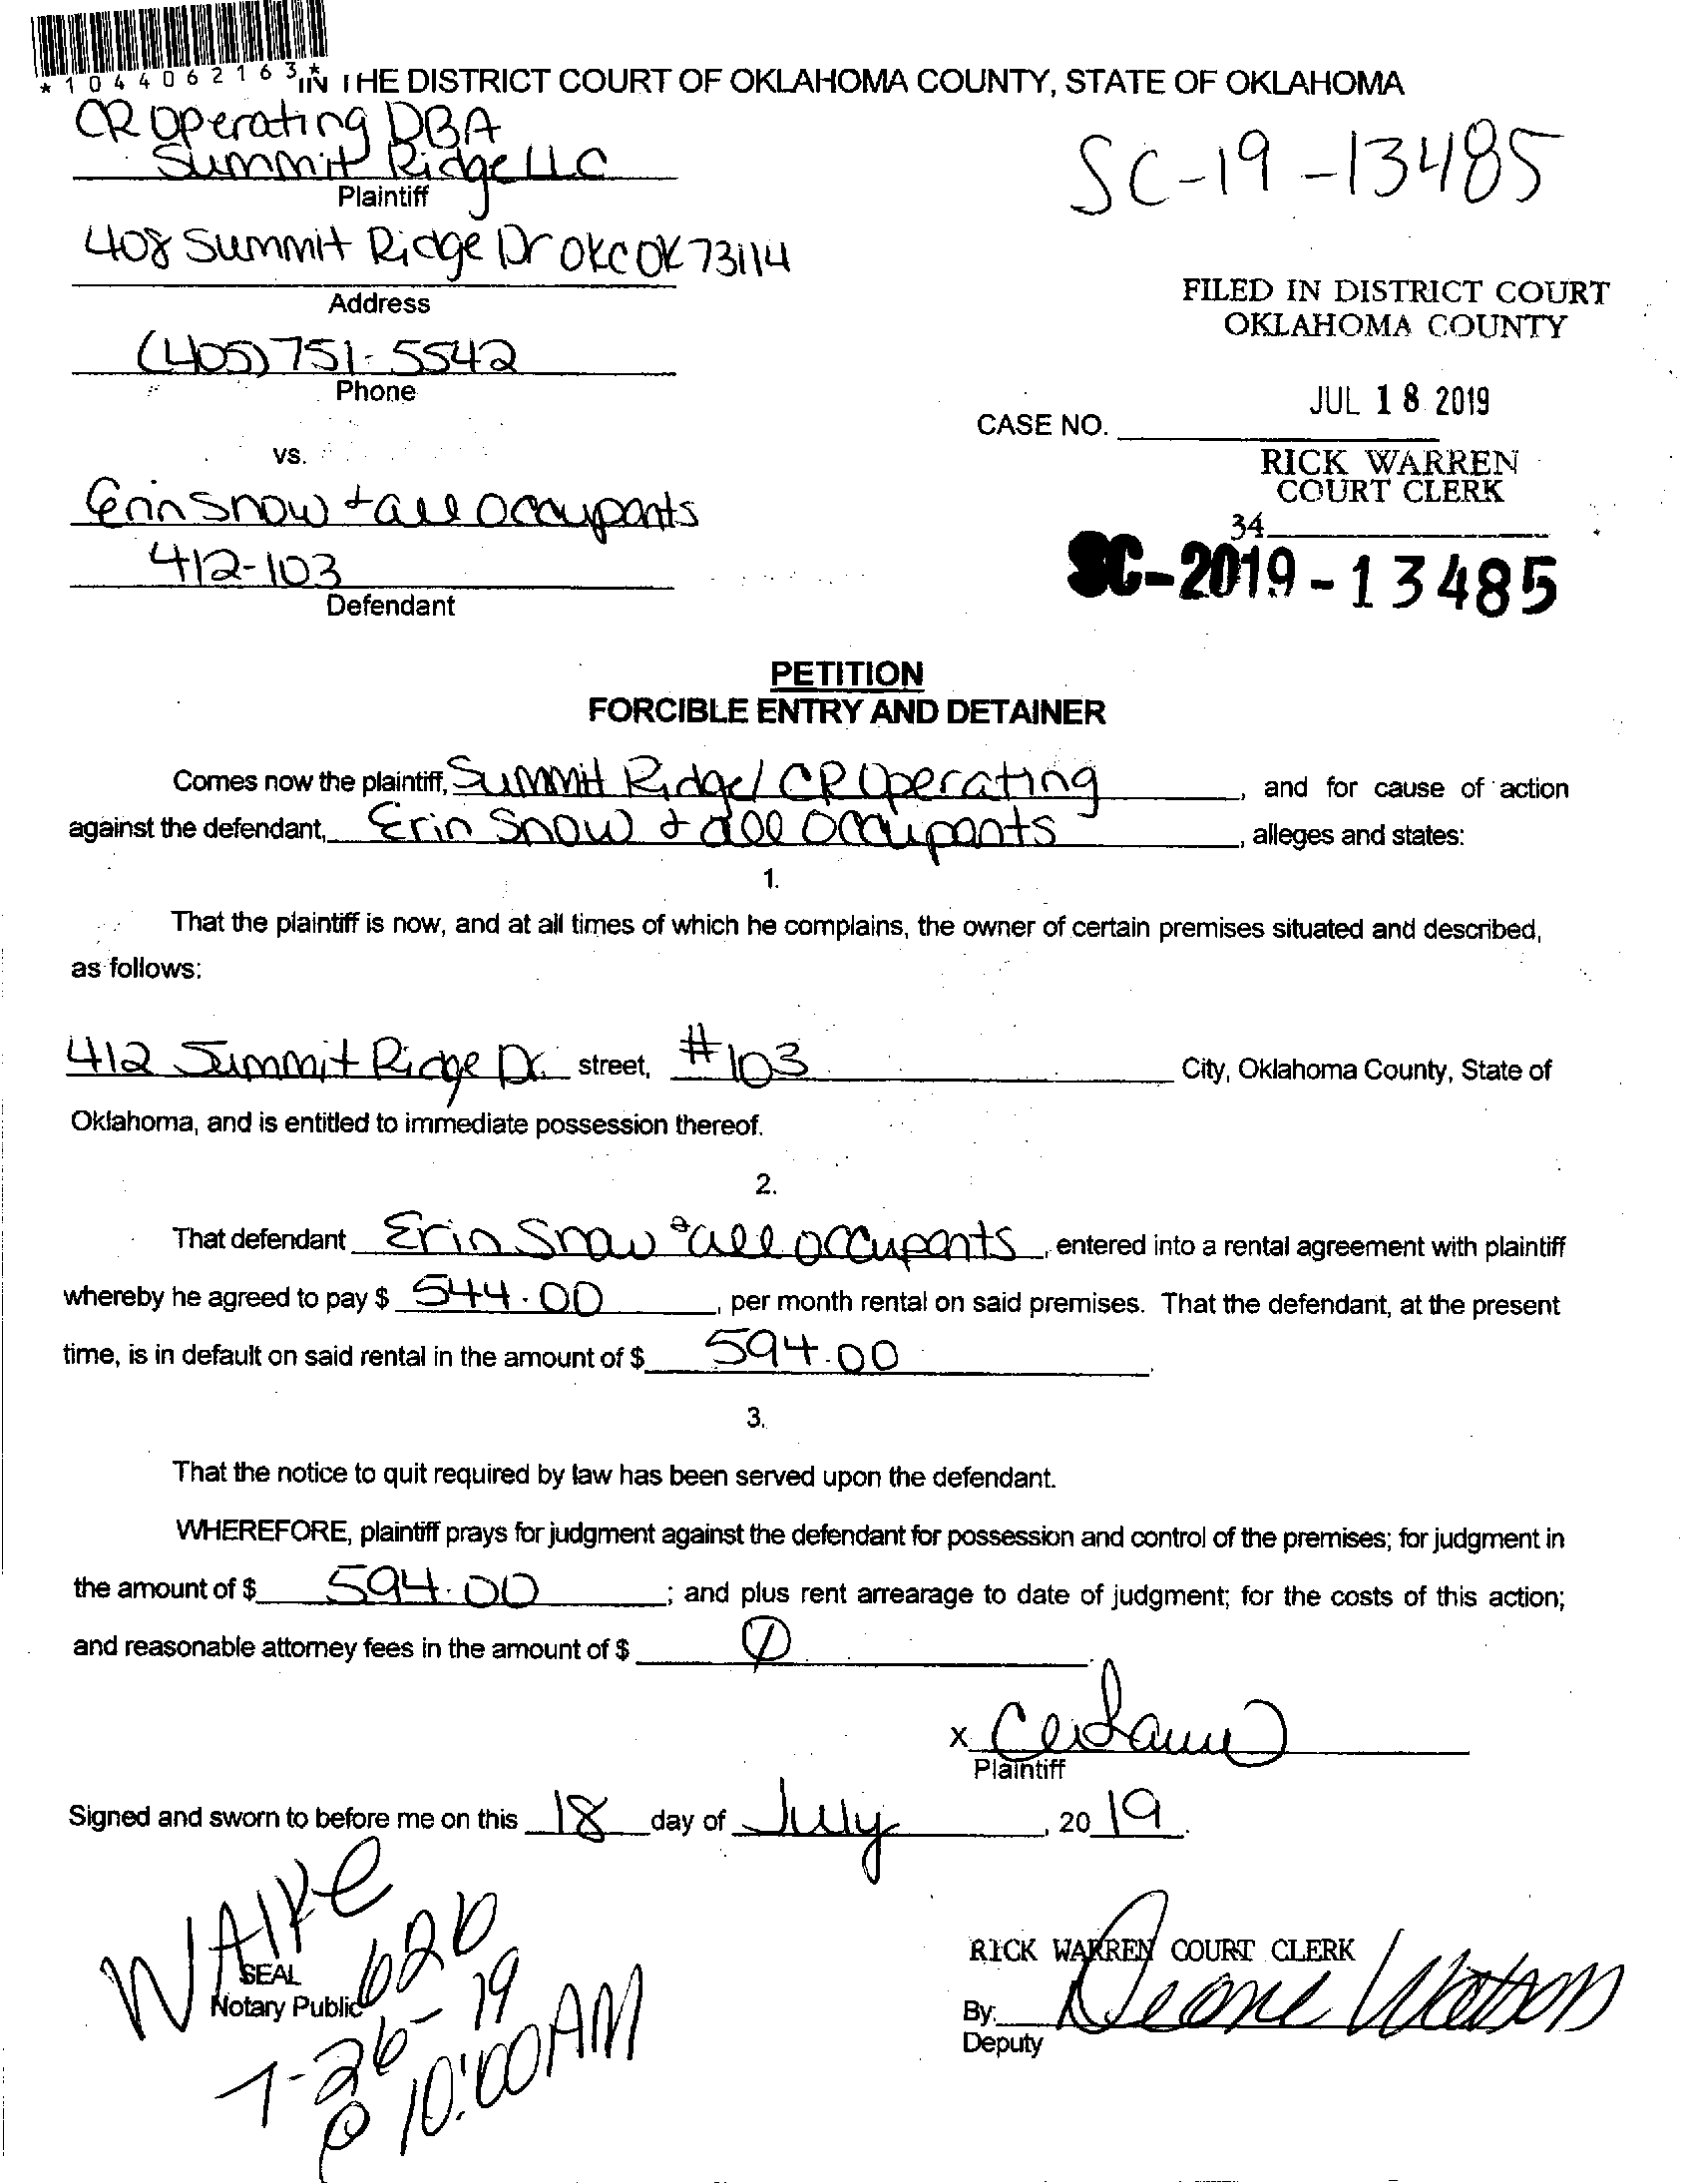 *1044062163*
IN THE DISTRICT COURT OF OKLAHOMA COUNTY, STATE OF OKLAHOMA
CR Operating DBA
Summit Ridge LLC
Plaintiff
SC-19-13485
408 Summit Ridge Dr OKC OK 73114
Address
FILED IN DISTRICT COURT
OKLAHOMA COUNTY
(405) 751-5542
Phone
JUL 18 2019
CASE NO.
vs.
RICK WARREN
COURT CLERK
Erin Snow + all occupants
34
412-103
SC-2019-13485
Defendant
PETITION
FORCIBLE ENTRY AND DETAINER
Comes now the plaintiff, Summit Ridge / CR Operating, and for cause of action
against the defendant, Erin Snow & all occupants, alleges and states:
1.
That the plaintiff is now, and at all times of which he complains, the owner of certain premises situated and described,
as follows:
412 Summit Ridge Dr. street, #103 City, Oklahoma County, State of
Oklahoma, and is entitled to immediate possession thereof.
2.
That defendant Erin Snow & all occupants, entered into a rental agreement with plaintiff
whereby he agreed to pay $ 544.00, per month rental on said premises. That the defendant, at the present
time, is in default on said rental in the amount of $ 594.00.
3.
That the notice to quit required by law has been served upon the defendant.
WHEREFORE, plaintiff prays for judgment against the defendant for possession and control of the premises; for judgment in
the amount of $ 594.00; and plus rent arrearage to date of judgment; for the costs of this action;
and reasonable attorney fees in the amount of $ Ø.
x
Plaintiff
Signed and sworn to before me on this 18 day of July, 2019.
WAIKE
626
SEAL
Notary Public
7-26-19
@ 10:00 AM
RICK WARREN COURT CLERK
By: Deone Watson
Deputy